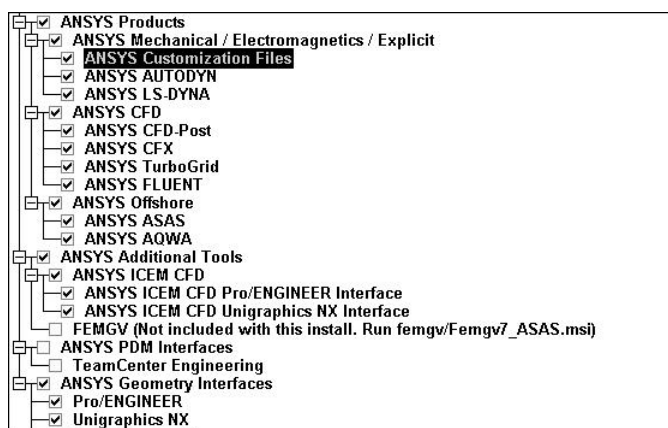 ANSYS Products
ANSYS Mechanical / Electromagnetics / Explicit
ANSYS Customization Files
ANSYS AUTODYN
ANSYS LS-DYNA
ANSYS CFD
ANSYS CFD-Post
ANSYS CFX
ANSYS TurboGrid
ANSYS FLUENT
ANSYS Offshore
ANSYS ASAS
ANSYS AQWA
ANSYS Additional Tools
ANSYS ICEM CFD
ANSYS ICEM CFD Pro/ENGINEER Interface
ANSYS ICEM CFD Unigraphics NX Interface
FEMGV (Not included with this install. Run femgv/Femgv7_ASAS.msi)
ANSYS PDM Interfaces
TeamCenter Engineering
ANSYS Geometry Interfaces
Pro/ENGINEER
Unigraphics NX